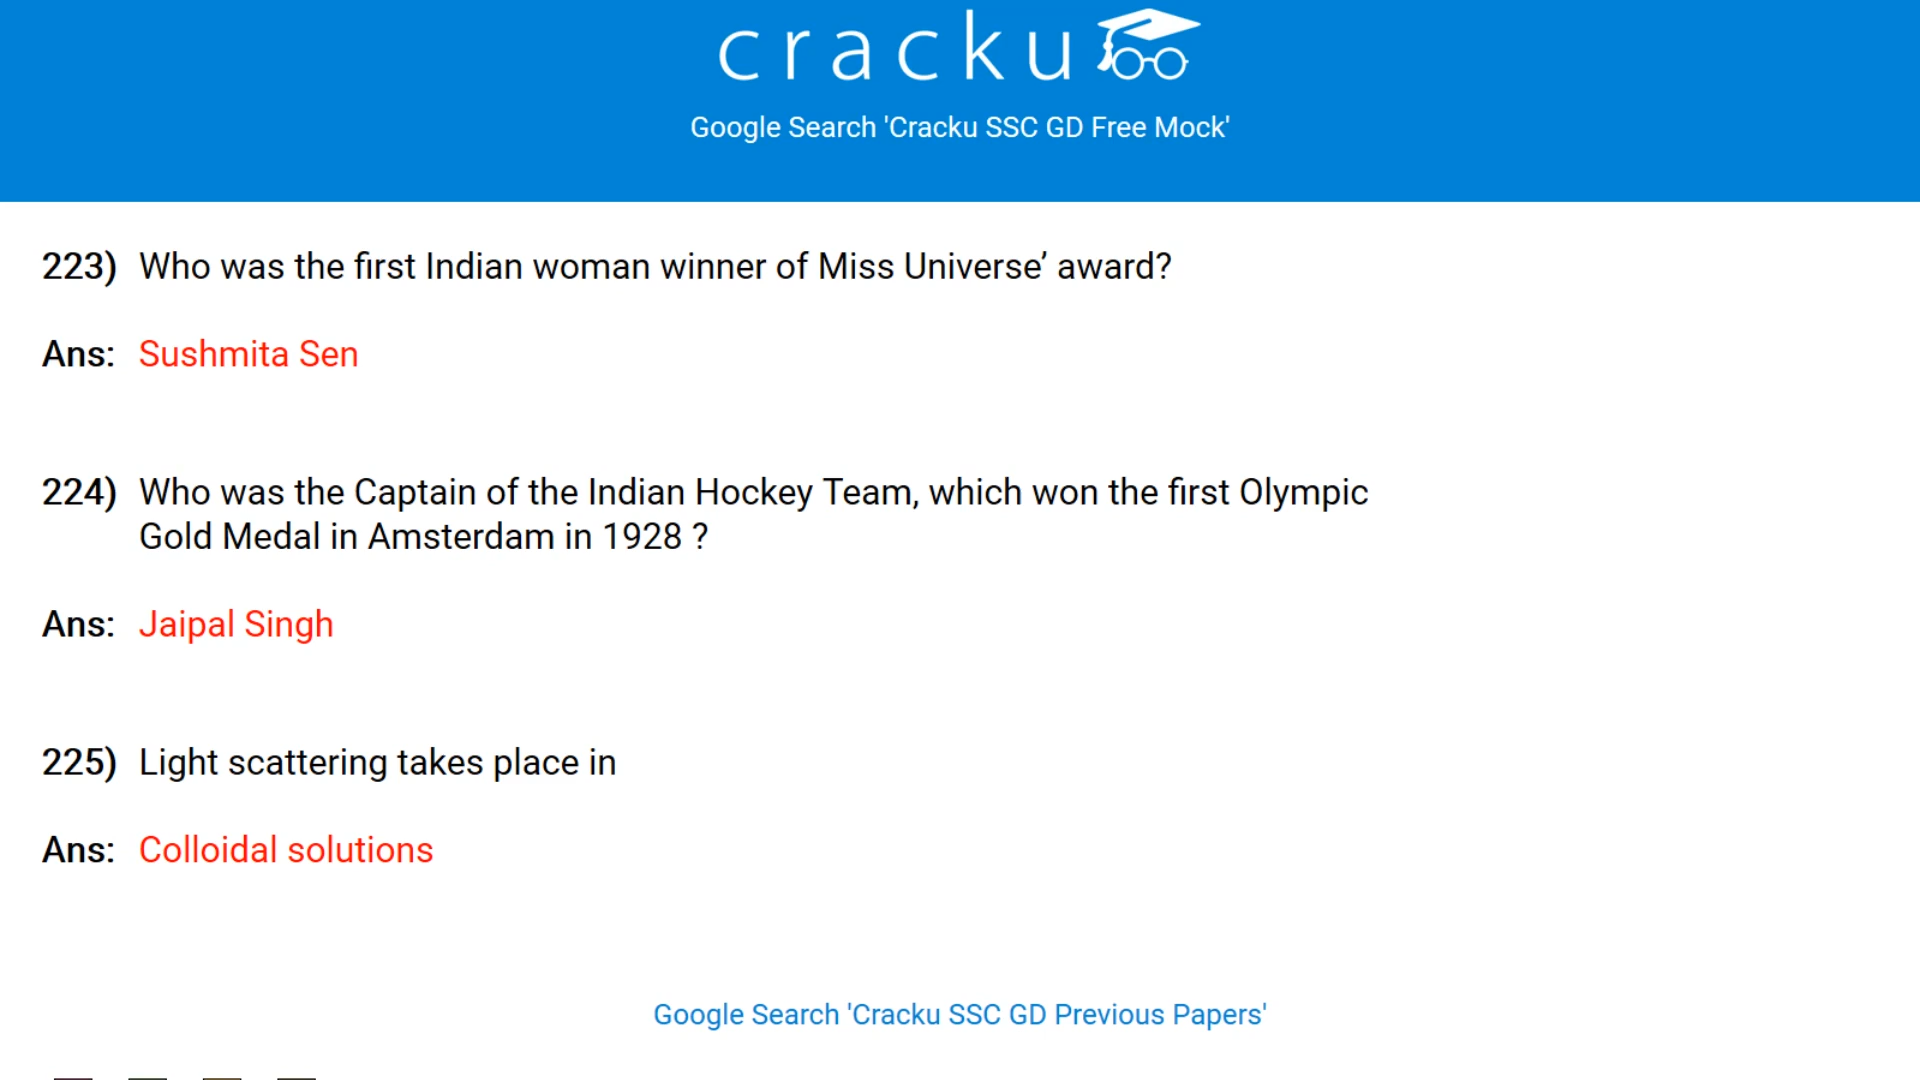 cracku
Google Search 'Cracku SSC GD Free Mock'
223) Who was the first Indian woman winner of Miss Universe’ award?
Ans: Sushmita Sen
224) Who was the Captain of the Indian Hockey Team, which won the first Olympic
Gold Medal in Amsterdam in 1928 ?
Ans: Jaipal Singh
225) Light scattering takes place in
Ans: Colloidal solutions
Google Search 'Cracku SSC GD Previous Papers'